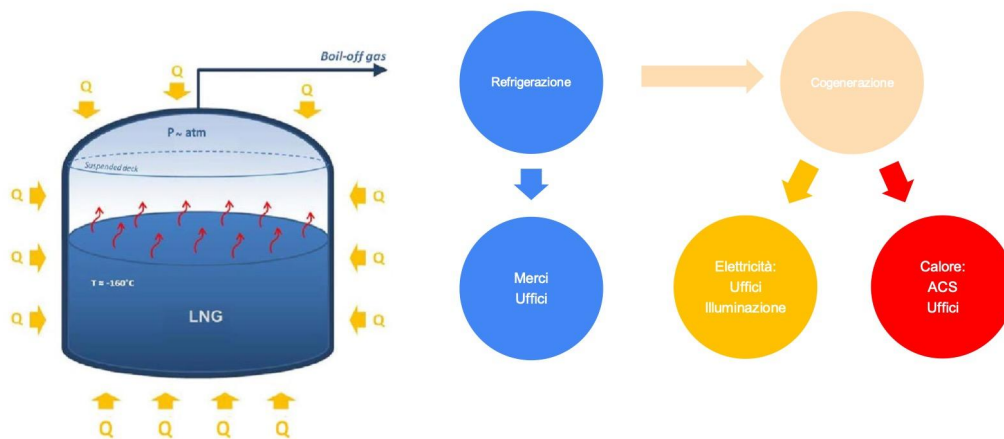 Boil-off gas
Q
Q
Q
P ~ atm
Suspended deck
Q
Q
Q
Q
T = -160°C
LNG
Q
Q
Q
Q
Q
Q
Refrigerazione
Cogenerazione
Merci
Uffici
Elettricità:
Uffici
Illuminazione
Calore:
ACS
Uffici